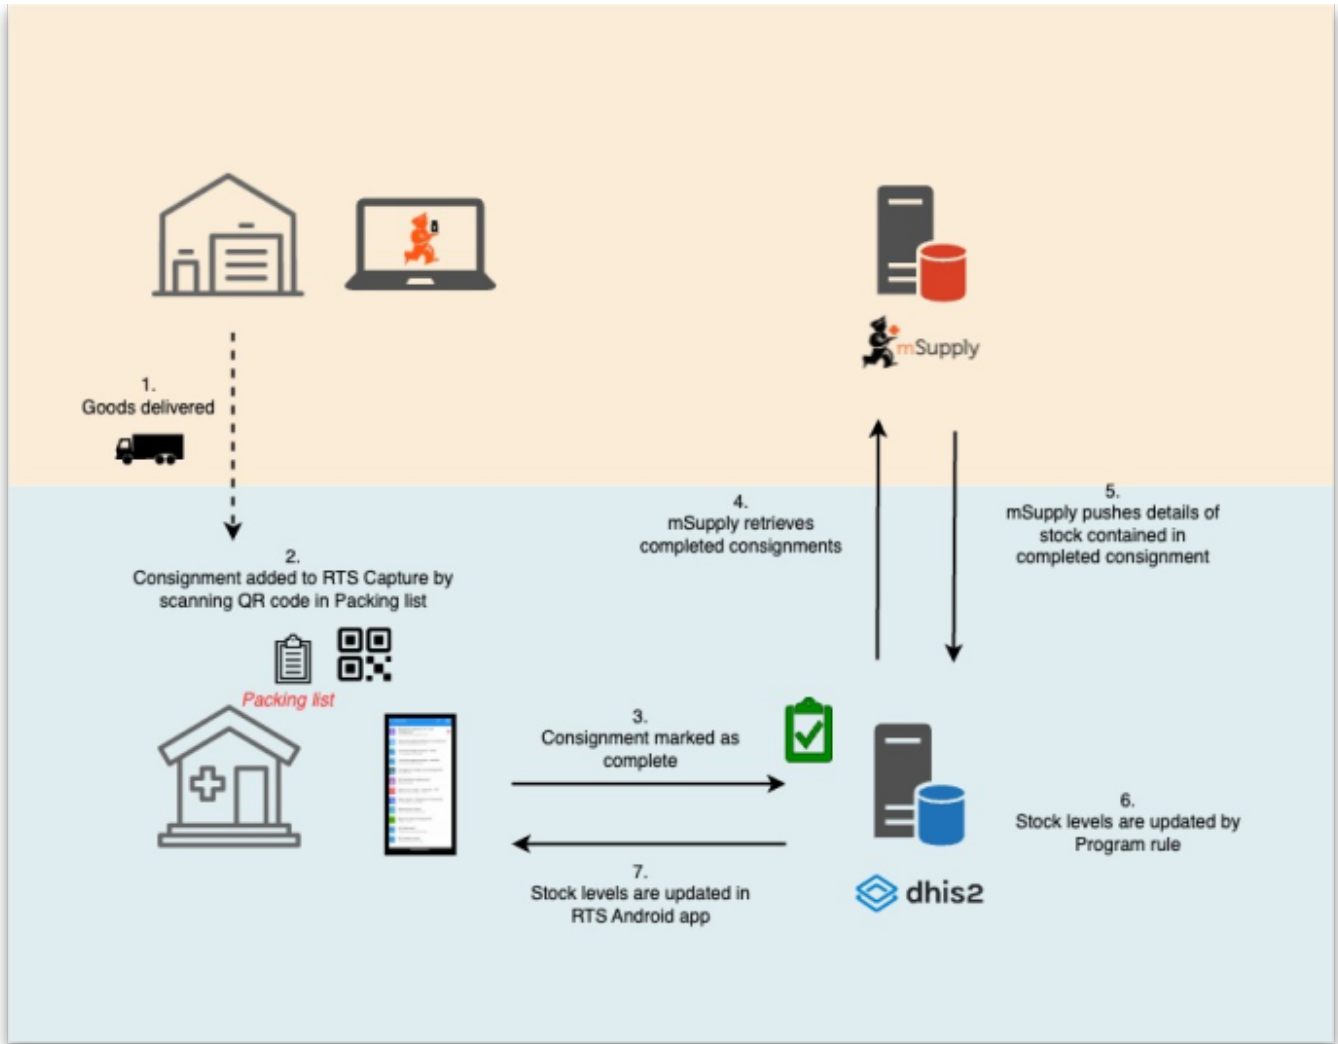 mSupply
1.
Goods delivered
2.
Consignment added to RTS Capture by
scanning QR code in Packing list
Packing list
3.
Consignment marked as
complete
4.
mSupply retrieves
completed consignments
5.
mSupply pushes details of
stock contained in
completed consignment
6.
Stock levels are updated by
Program rule
7.
Stock levels are updated in
RTS Android app
dhis2